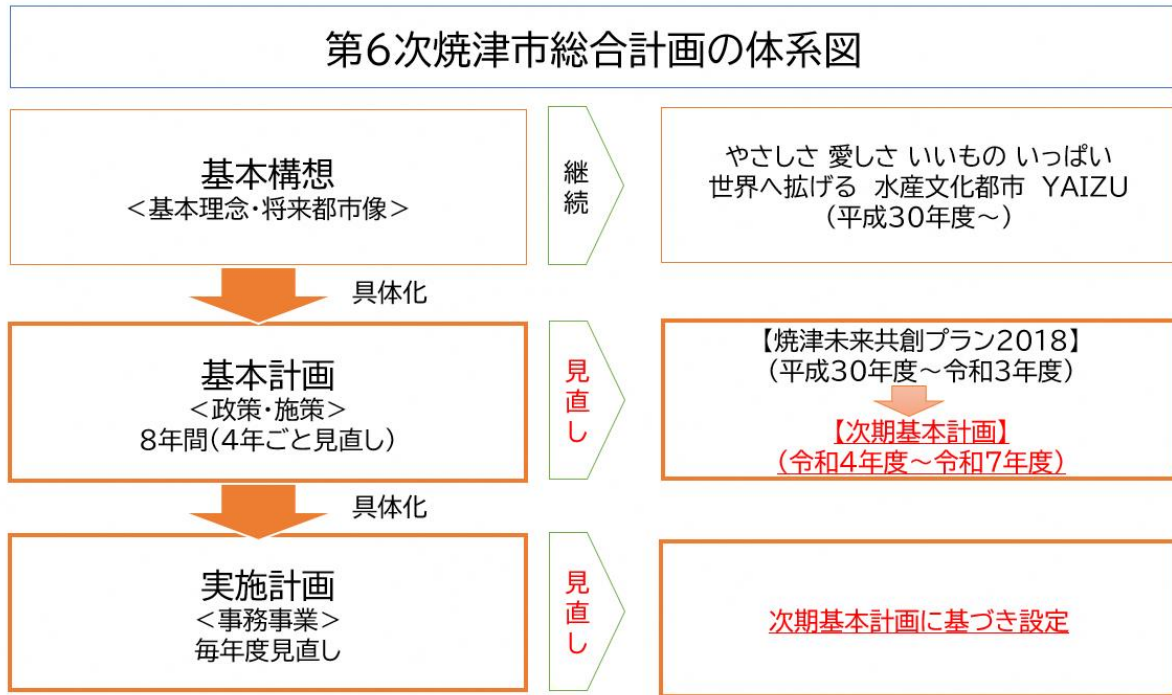 第6次焼津市総合計画の体系図
基本構想
＜基本理念・将来都市像＞
継続
やさしさ 愛しさ いいもの いっぱい
世界へ拡げる 水産文化都市 YAIZU
（平成30年度～）
具体化
基本計画
＜政策・施策＞
8年間（4年ごと見直し）
見直し
【焼津未来共創プラン2018】
（平成30年度～令和3年度）
【次期基本計画】
（令和4年度～令和7年度）
具体化
実施計画
＜事務事業＞
毎年度見直し
見直し
次期基本計画に基づき設定